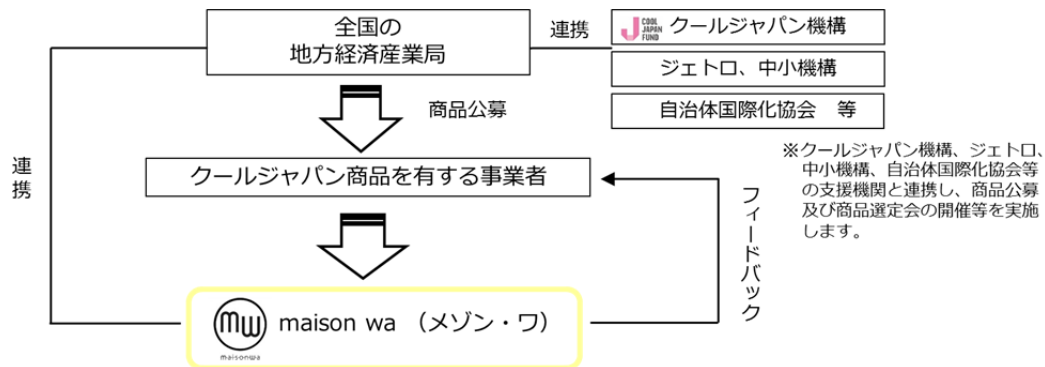 全国の
地方経済産業局
連携
COOL
JAPAN
FUND
クールジャパン機構
ジェトロ、中小機構
自治体国際化協会　等
商品公募
連携
クールジャパン商品を有する事業者
※クールジャパン機構、ジェトロ、
中小機構、自治体国際化協会等
の支援機関と連携し、商品公募
及び商品選定会の開催等を実施
します。
フィードバック
mw
maisonwa
maison wa （メゾン・ワ）